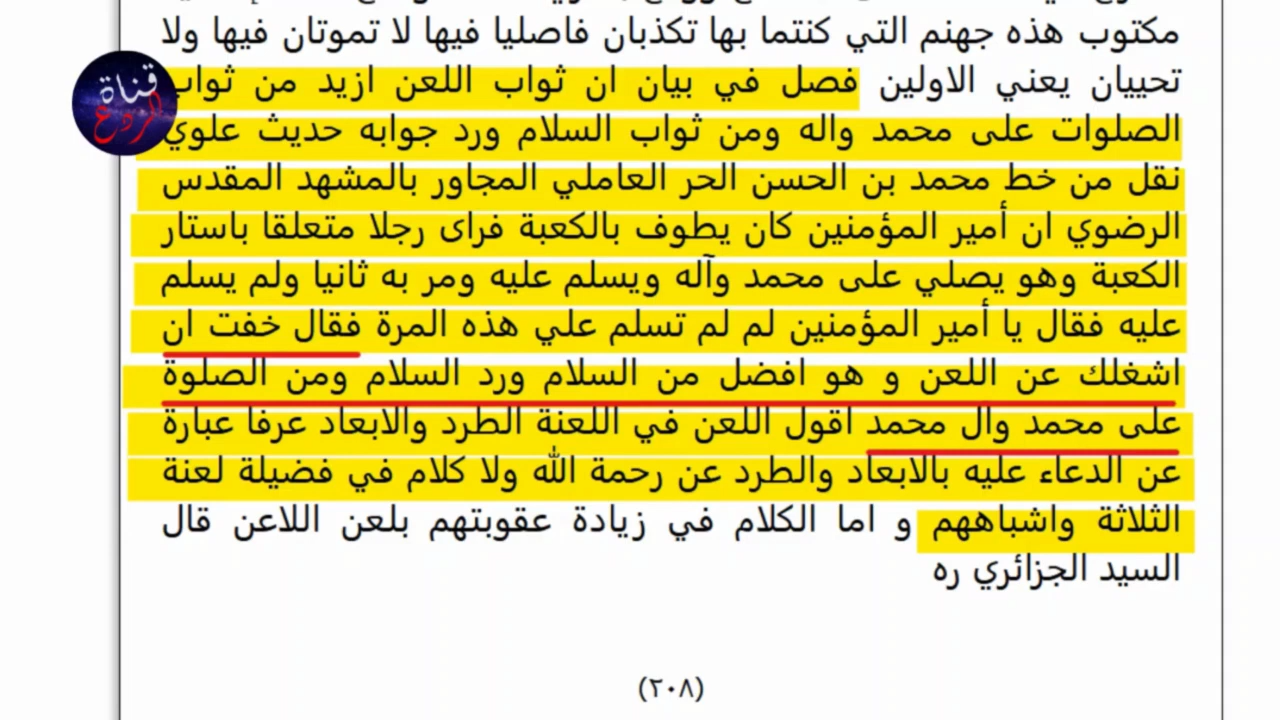 مكتوب هذه جهنم التي كنتما بها تكذبان فاصليا فيها لا تموتان فيها ولا
تحييان يعني الاولين فصل في بيان ان ثواب اللعن ازيد من ثواب
الصلوات على محمد واله ومن ثواب السلام ورد جوابه حديث علوي
نقل من خط محمد بن الحسن الحر العاملي المجاور بالمشهد المقدس
الرضوي ان أمير المؤمنين كان يطوف بالكعبة فراى رجلا متعلقا باستار
الكعبة وهو يصلي على محمد وآله ويسلم عليه ومر به ثانيا ولم يسلم
عليه فقال يا أمير المؤمنين لم لم تسلم علي هذه المرة فقال خفت ان
اشغلك عن اللعن و هو افضل من السلام ورد السلام ومن الصلوة
على محمد وال محمد اقول اللعن في اللعنة الطرد والابعاد عرفا عبارة
عن الدعاء عليه بالابعاد والطرد عن رحمة الله ولا كلام في فضيلة لعنة
الثلاثة واشباههم و اما الكلام في زيادة عقوبتهم بلعن اللاعن قال
السيد الجزائري ره
(٢٠٨)
قناة
الردع